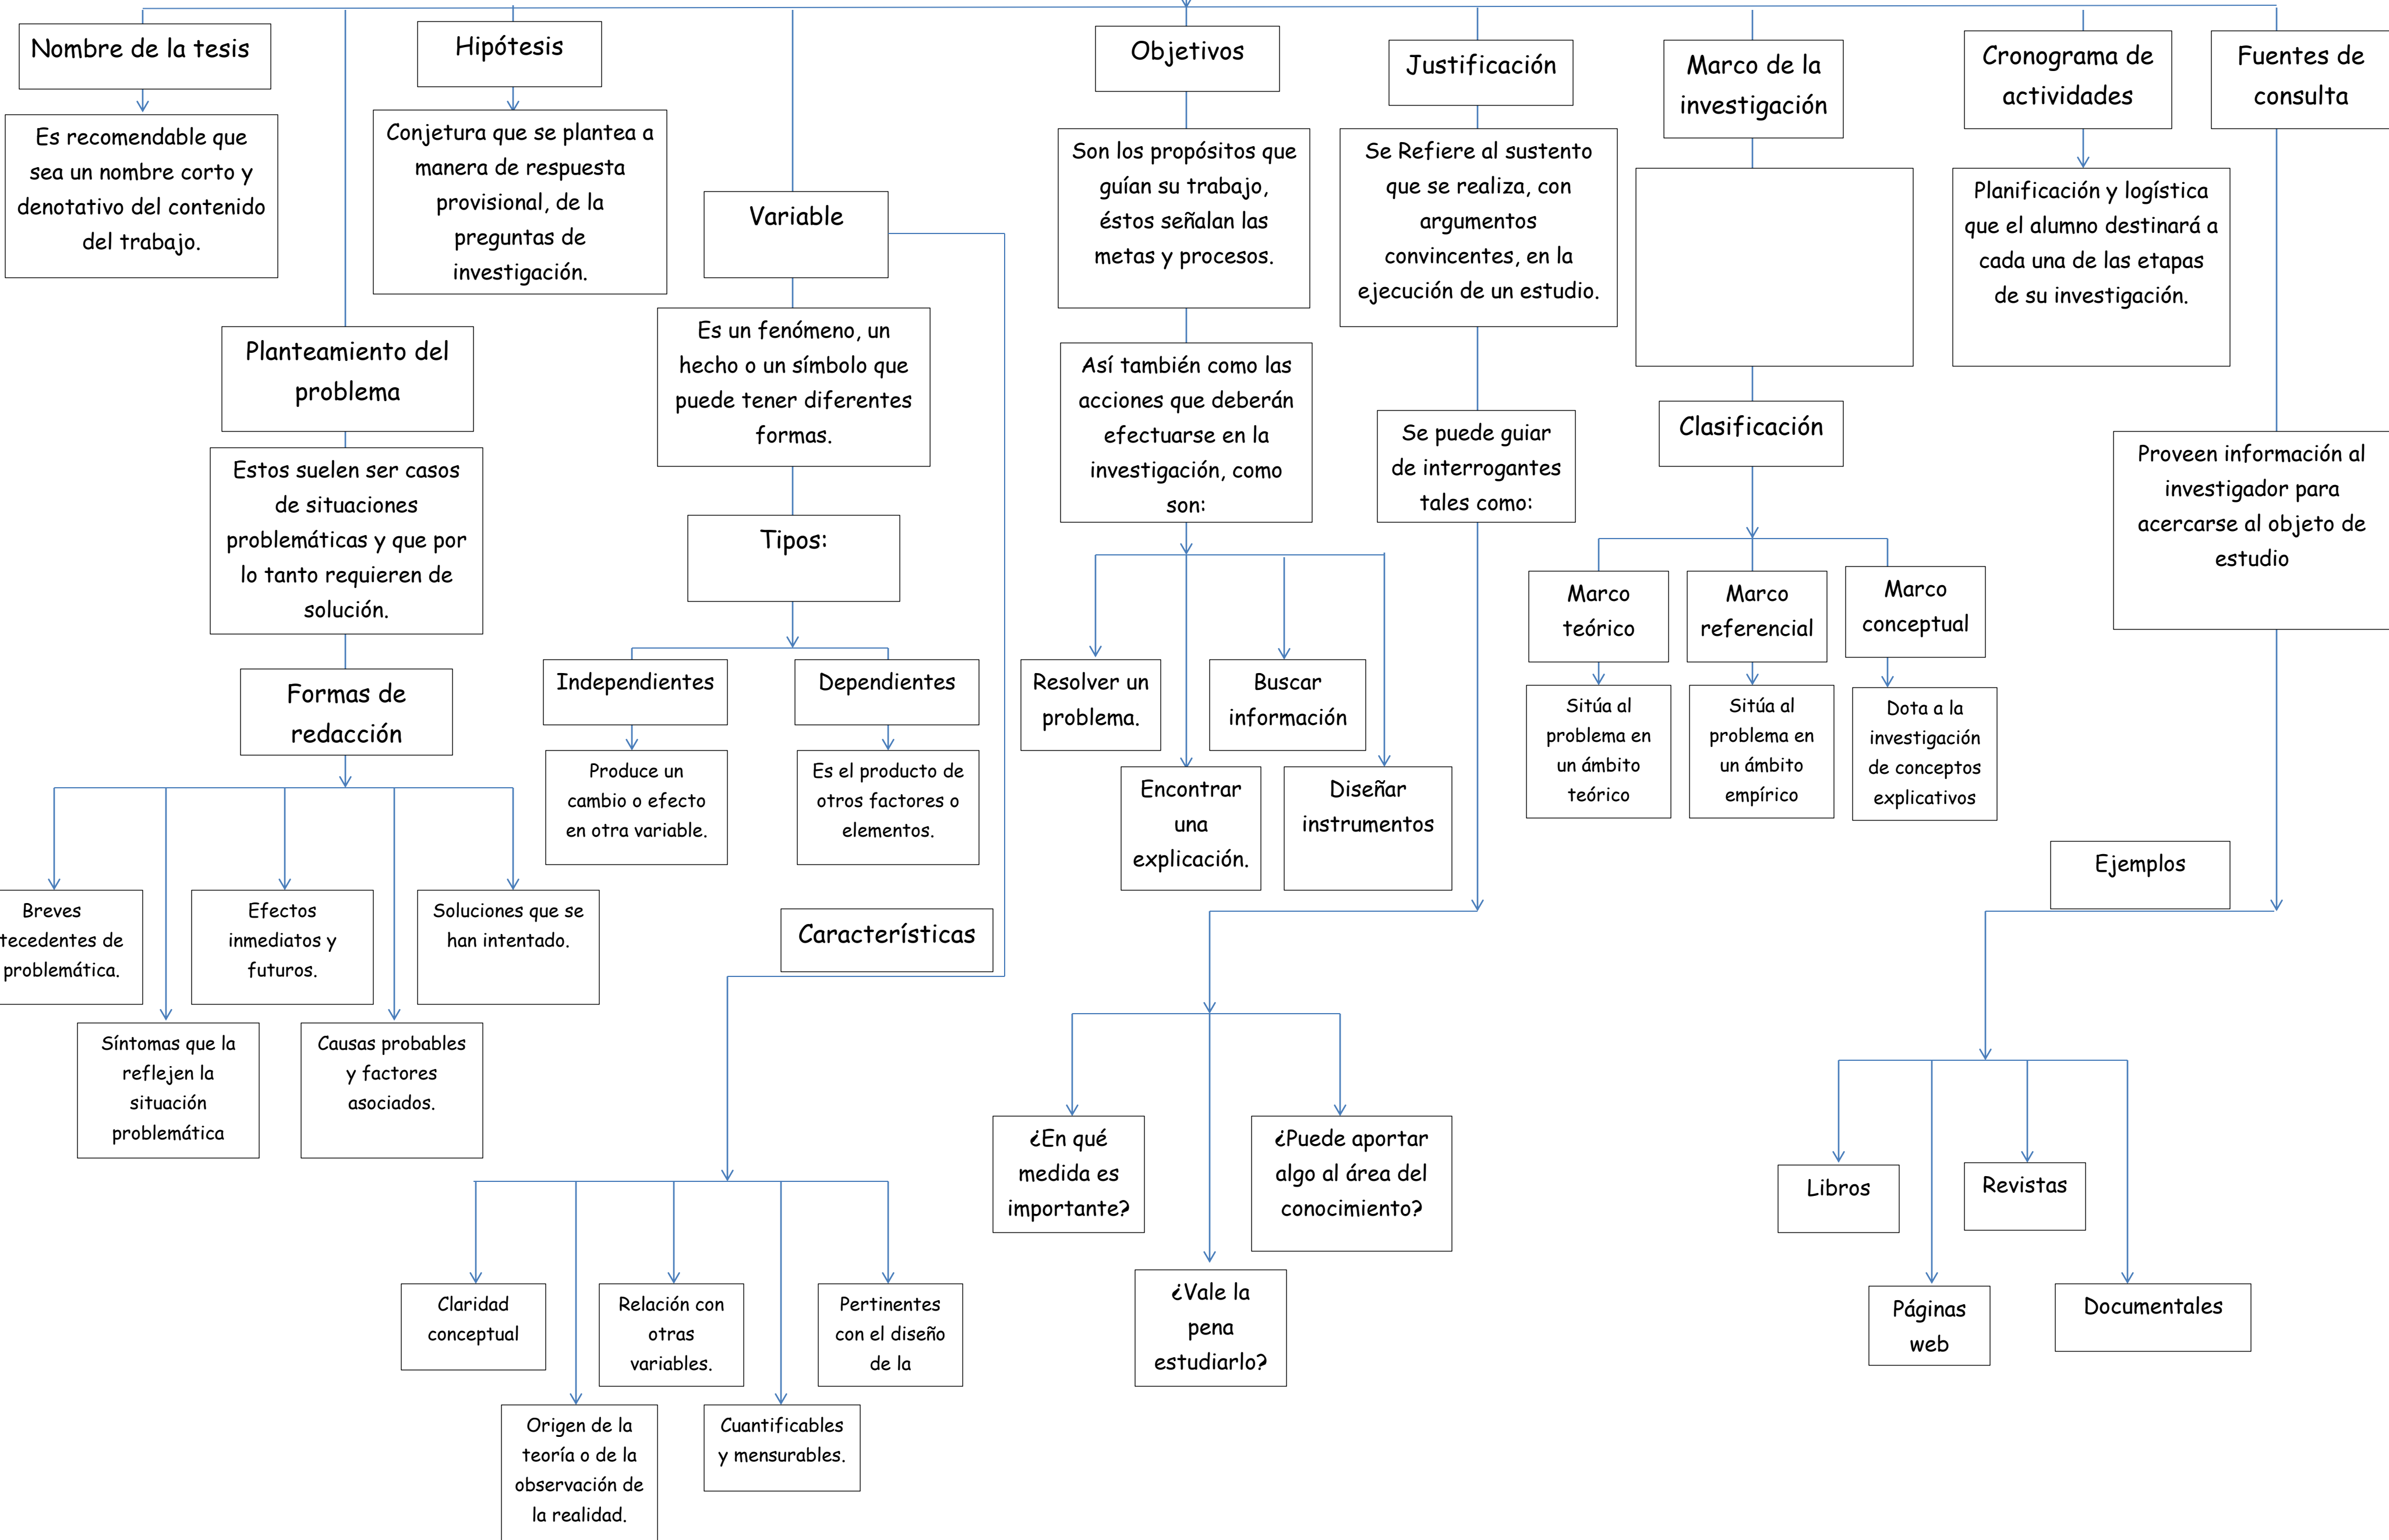 Nombre de la tesis
Es recomendable que
sea un nombre corto y
denotativo del contenido
del trabajo.
Planteamiento del
problema
Estos suelen ser casos
de situaciones
problemáticas y que por
lo tanto requieren de
solución.
Formas de
redacción
Breves
tecedentes de
problemática.
Síntomas que la
reflejen la
situación
problemática
Efectos
inmediatos y
futuros.
Causas probables
y factores
asociados.
Soluciones que se
han intentado.
Hipótesis
Conjetura que se plantea a
manera de respuesta
provisional, de la
preguntas de
investigación.
Variable
Es un fenómeno, un
hecho o un símbolo que
puede tener diferentes
formas.
Tipos:
Independientes
Produce un
cambio o efecto
en otra variable.
Dependientes
Es el producto de
otros factores o
elementos.
Características
Claridad
conceptual
Origen de la
teoría o de la
observación de
la realidad.
Relación con
otras
variables.
Cuantificables
y mensurables.
Pertinentes
con el diseño
de la
Objetivos
Son los propósitos que
guían su trabajo,
éstos señalan las
metas y procesos.
Así también como las
acciones que deberán
efectuarse en la
investigación, como
son:
Resolver un
problema.
Encontrar
una
explicación.
Buscar
información
Diseñar
instrumentos
Justificación
Se Refiere al sustento
que se realiza, con
argumentos
convincentes, en la
ejecución de un estudio.
Se puede guiar
de interrogantes
tales como:
¿En qué
medida es
importante?
¿Vale la
pena
estudiarlo?
¿Puede aportar
algo al área del
conocimiento?
Marco de la
investigación
Clasificación
Marco
teórico
Sitúa al
problema en
un ámbito
teórico
Marco
referencial
Sitúa al
problema en
un ámbito
empírico
Marco
conceptual
Dota a la
investigación
de conceptos
explicativos
Cronograma de
actividades
Planificación y logística
que el alumno destinará a
cada una de las etapas
de su investigación.
Fuentes de
consulta
Proveen información al
investigador para
acercarse al objeto de
estudio
Ejemplos
Libros
Páginas
web
Revistas
Documentales